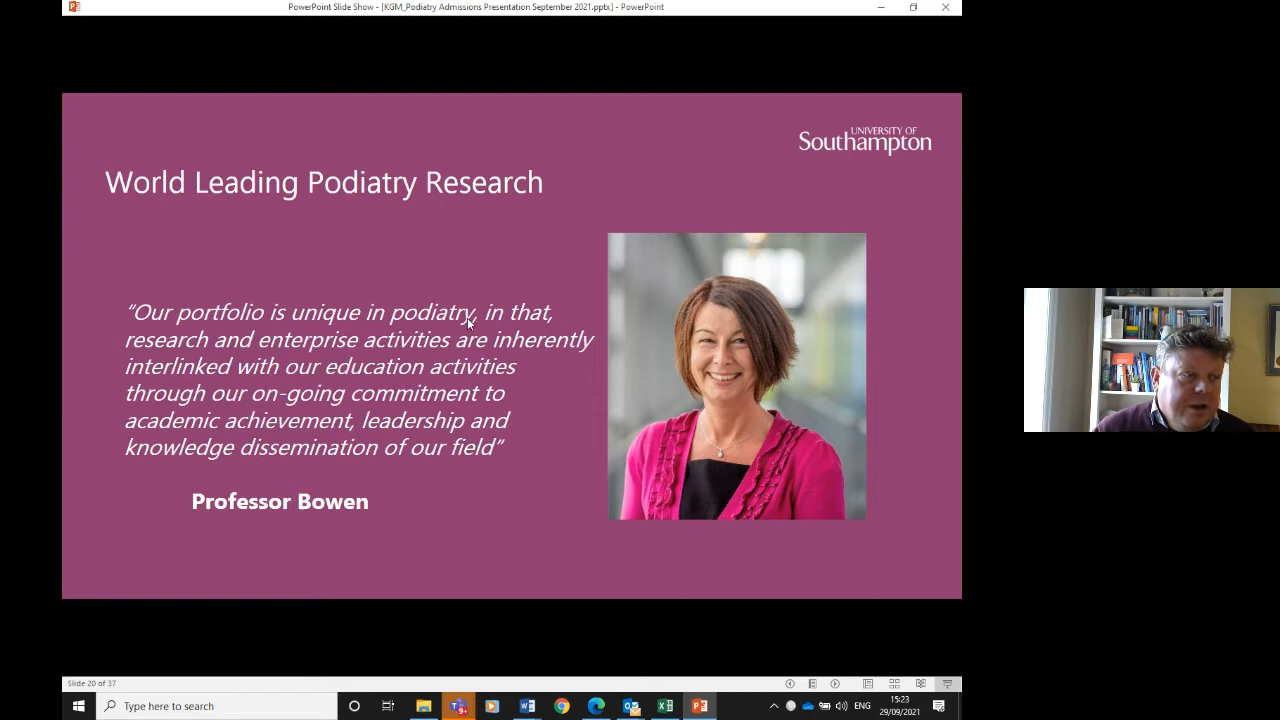 PowerPoint Slide Show - [KGM_Podiatry Admissions Presentation September 2021.pptx] - PowerPoint
UNIVERSITY OF
Southampton
World Leading Podiatry Research
“Our portfolio is unique in podiatry, in that,
research and enterprise activities are inherently
interlinked with our education activities
through our on-going commitment to
academic achievement, leadership and
knowledge dissemination of our field”
Professor Bowen
Slide 20 of 37
Type here to search
ENG
15:23
29/09/2021